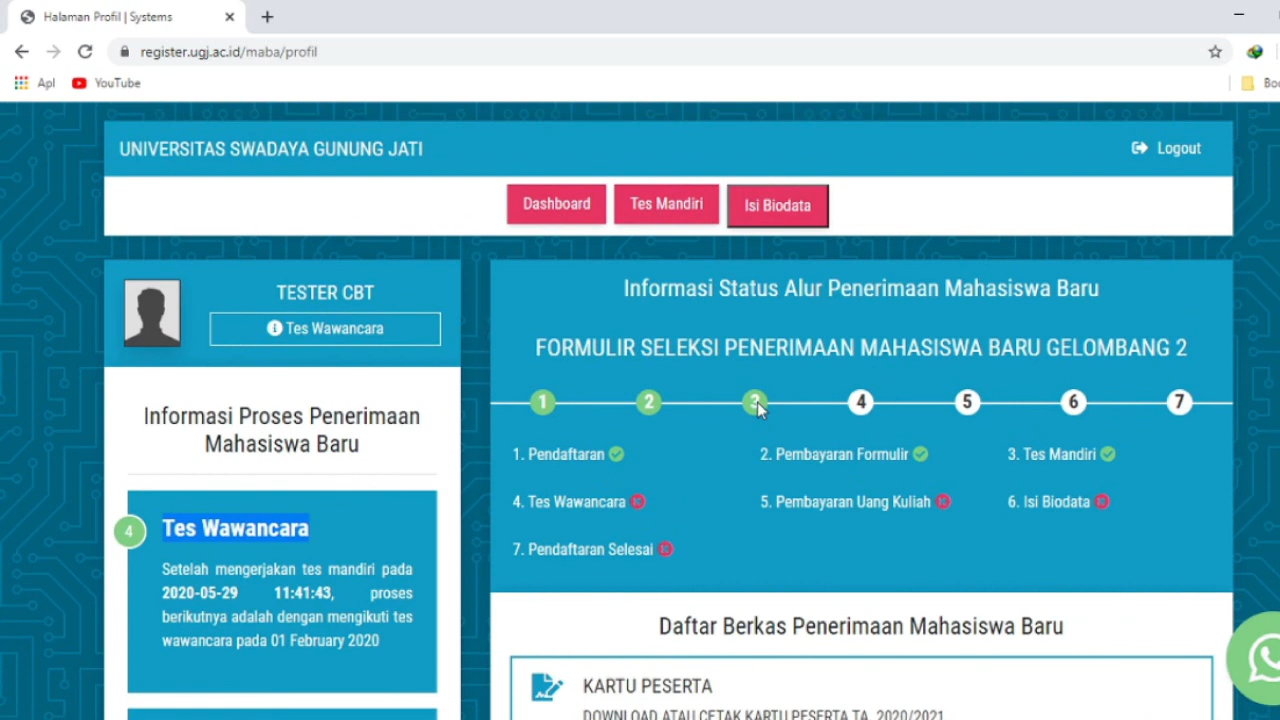 Halaman Profil | Systems
register.ugj.ac.id/maba/profil
Apl YouTube
UNIVERSITAS SWADAYA GUNUNG JATI
Logout
Dashboard Tes Mandiri Isi Biodata
TESTER CBT
Tes Wawancara
Informasi Proses Penerimaan
Mahasiswa Baru
4
Tes Wawancara
Setelah mengerjakan tes mandiri pada
2020-05-29 11:41:43, proses
berikutnya adalah dengan mengikuti tes
wawancara pada 01 February 2020
Informasi Status Alur Penerimaan Mahasiswa Baru
FORMULIR SELEKSI PENERIMAAN MAHASISWA BARU GELOMBANG 2
1 2 3 4 5 6 7
1. Pendaftaran 2. Pembayaran Formulir 3. Tes Mandiri
4. Tes Wawancara 5. Pembayaran Uang Kuliah 6. Isi Biodata
7. Pendaftaran Selesai
Daftar Berkas Penerimaan Mahasiswa Baru
KARTU PESERTA
DOWNLOAD ATAU CETAK KARTU PESERTA TA. 2020/2021